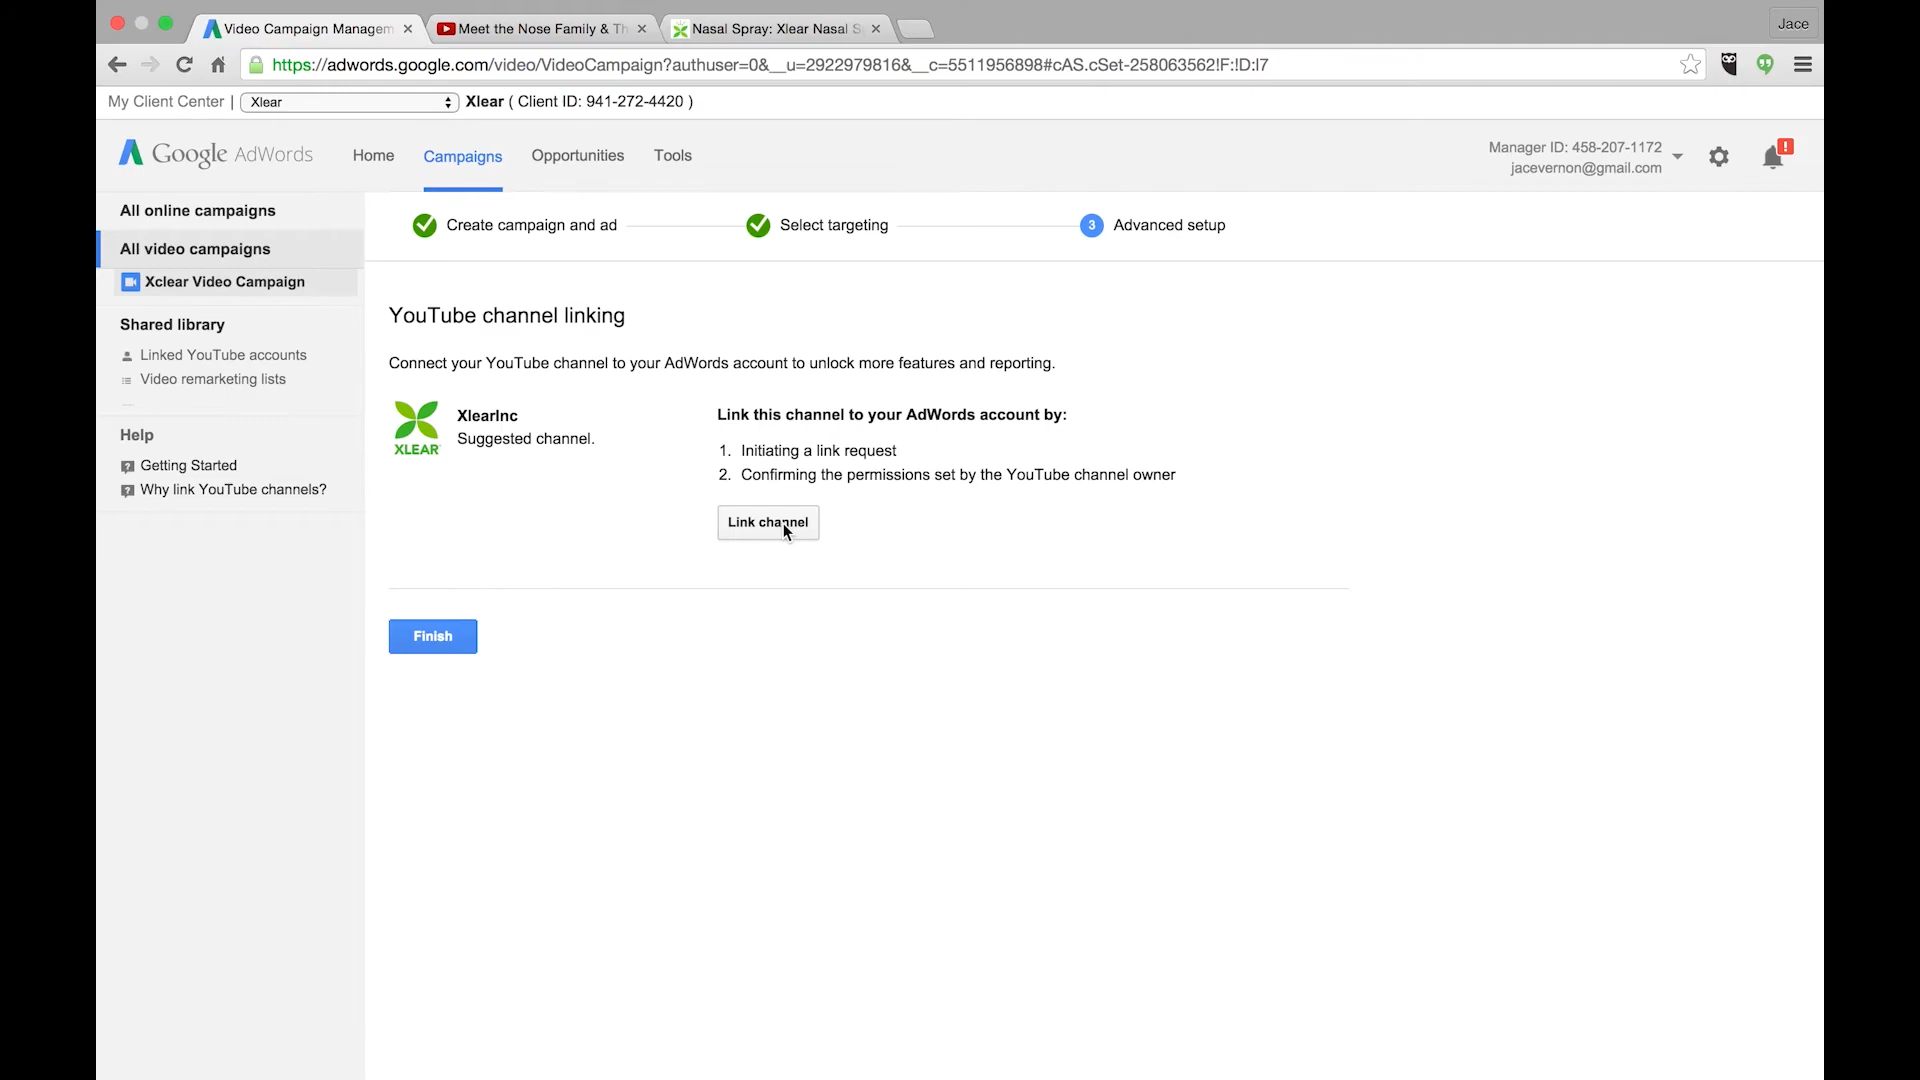 Video Campaign Managem
Meet the Nose Family & Th
Nasal Spray: Xlear Nasal S
Jace
https://adwords.google.com/video/VideoCampaign?authuser=0&__u=2922979816&__c=5511956898#cAS.cSet-258063562!F:!D:l7
My Client Center | Xlear Xlear ( Client ID: 941-272-4420 )
Google AdWords
Home
Campaigns
Opportunities
Tools
Manager ID: 458-207-1172
jacevernon@gmail.com
!
All online campaigns
All video campaigns
Xclear Video Campaign
Shared library
Linked YouTube accounts
Video remarketing lists
Help
Getting Started
Why link YouTube channels?
Create campaign and ad
Select targeting
3 Advanced setup
YouTube channel linking
Connect your YouTube channel to your AdWords account to unlock more features and reporting.
XLEAR
XlearInc
Suggested channel.
Link this channel to your AdWords account by:
1. Initiating a link request
2. Confirming the permissions set by the YouTube channel owner
Link channel
Finish